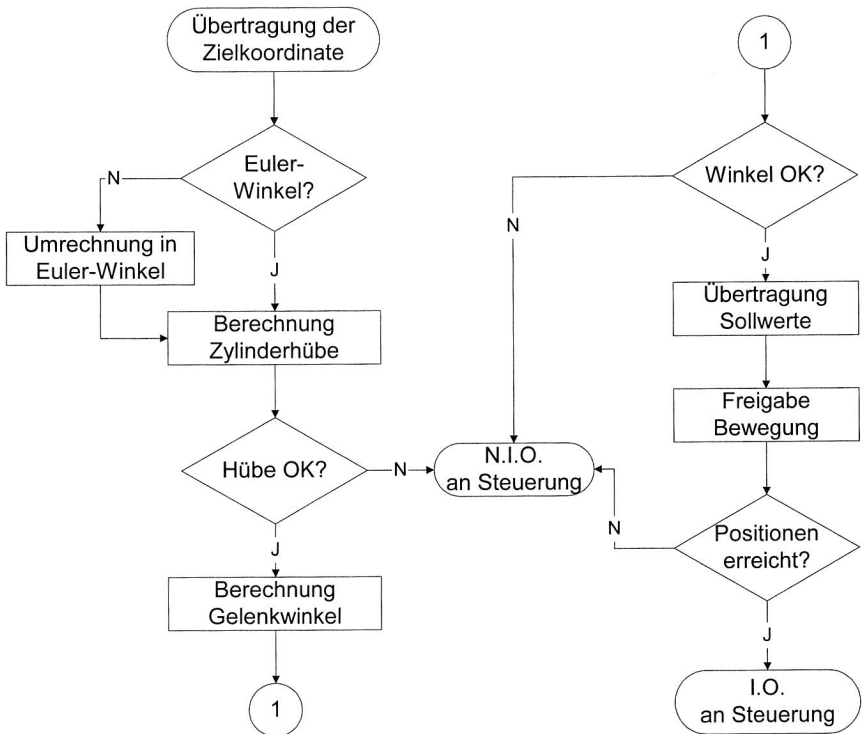 Übertragung der
Zielkoordinate
Euler-
Winkel?
N
Umrechnung in
Euler-Winkel
J
Berechnung
Zylinderhübe
Hübe OK?
N
J
Berechnung
Gelenkwinkel
1
N.I.O.
an Steuerung
1
Winkel OK?
N
J
Übertragung
Sollwerte
Freigabe
Bewegung
Positionen
erreicht?
N
J
I.O.
an Steuerung